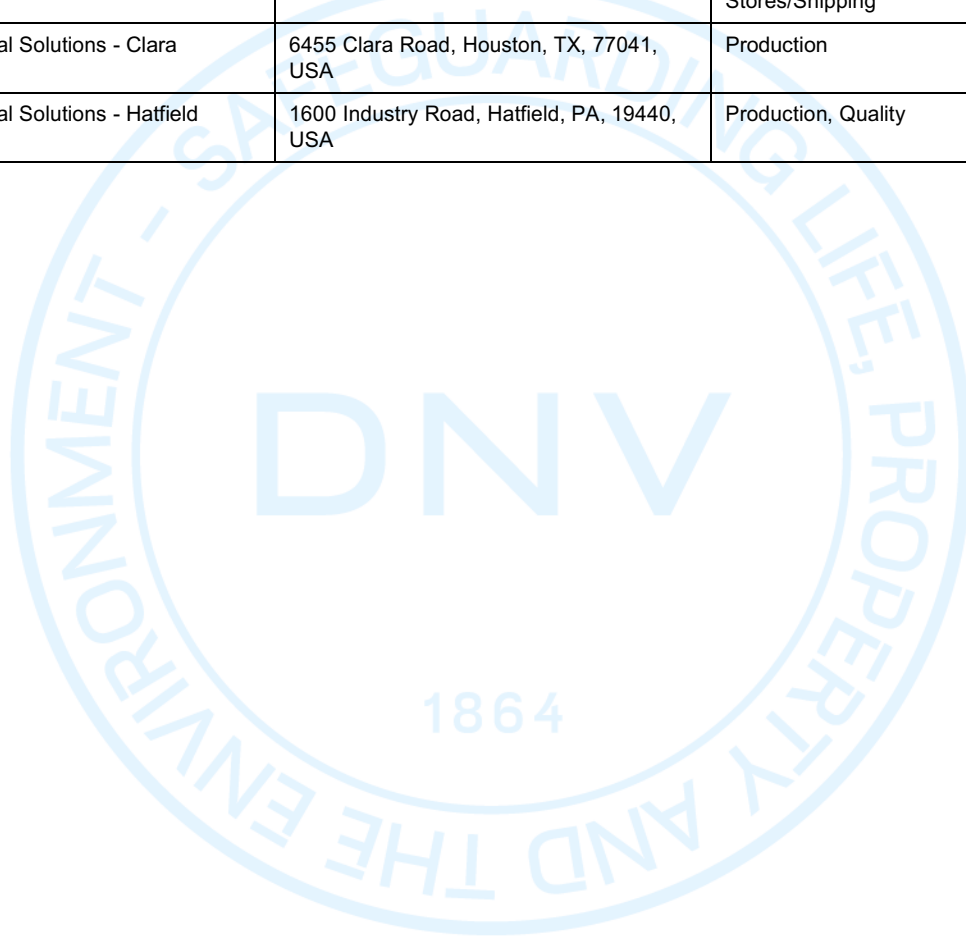 Stores/Shipping
al Solutions - Clara
6455 Clara Road, Houston, TX, 77041,
USA
Production
al Solutions - Hatfield
1600 Industry Road, Hatfield, PA, 19440,
USA
Production, Quality
SAFEGUARDING LIFE, PROPERTY AND THE ENVIRONMENT -
DNV
1864